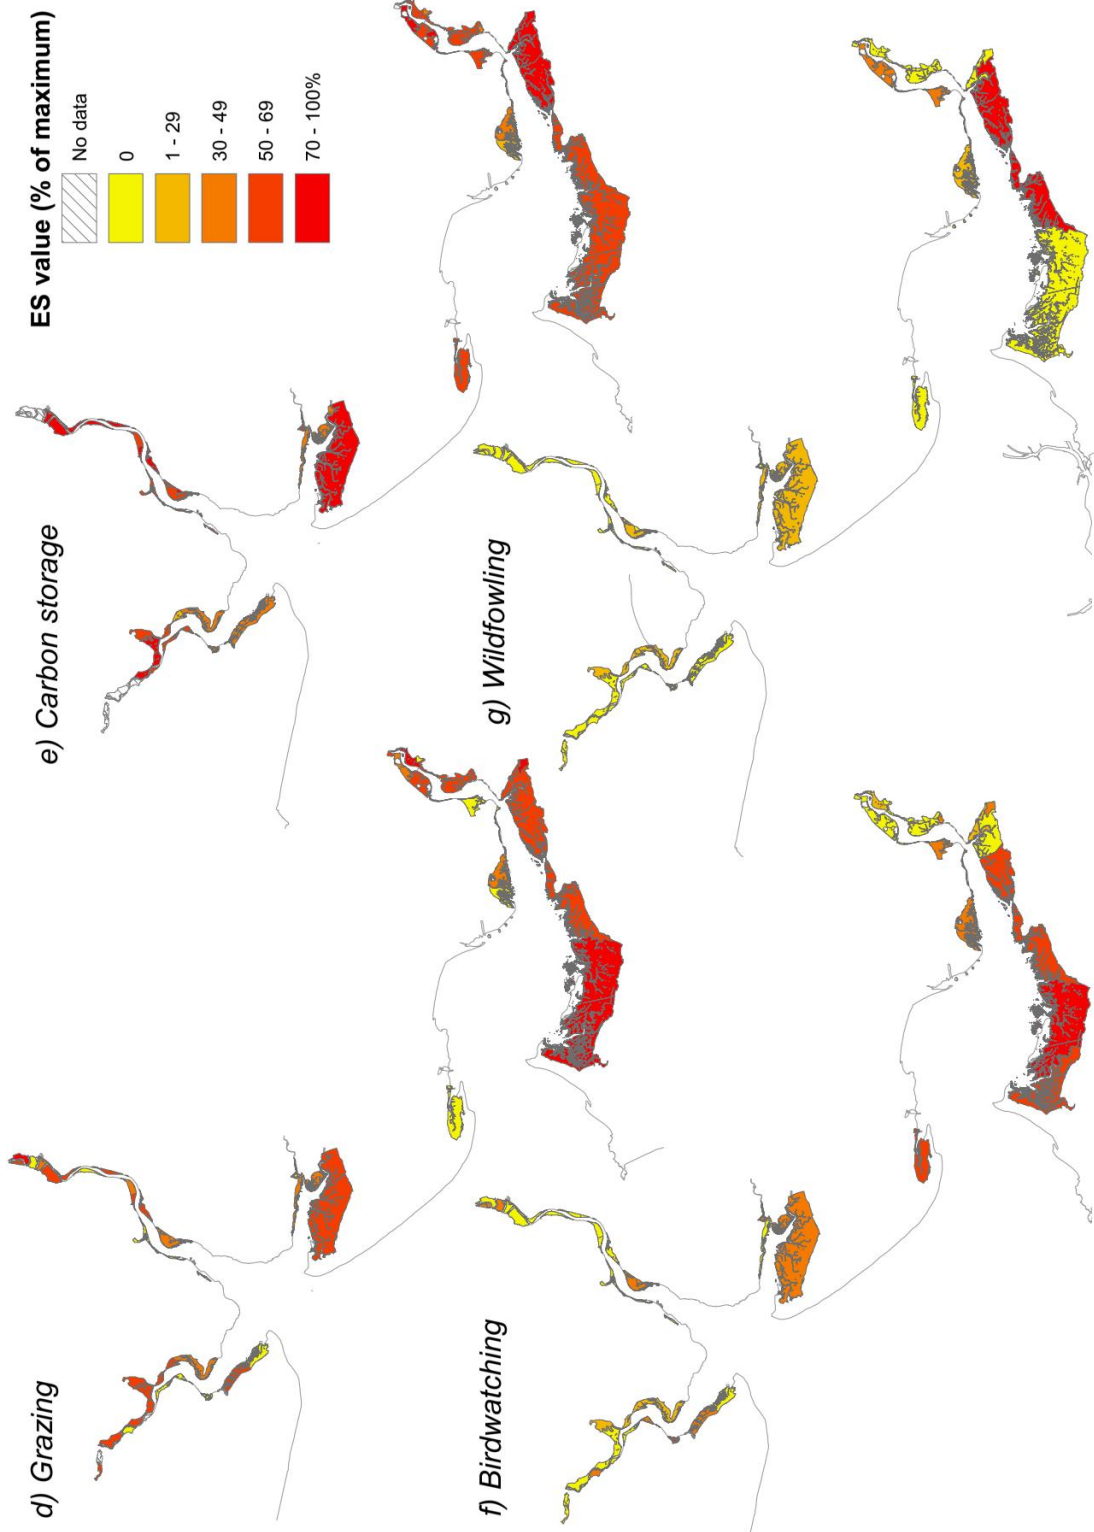 d) Grazing
e) Carbon storage
ES value (% of maximum)
No data
0
1 - 29
30 - 49
50 - 69
70 - 100%
f) Birdwatching
g) Wildfowling